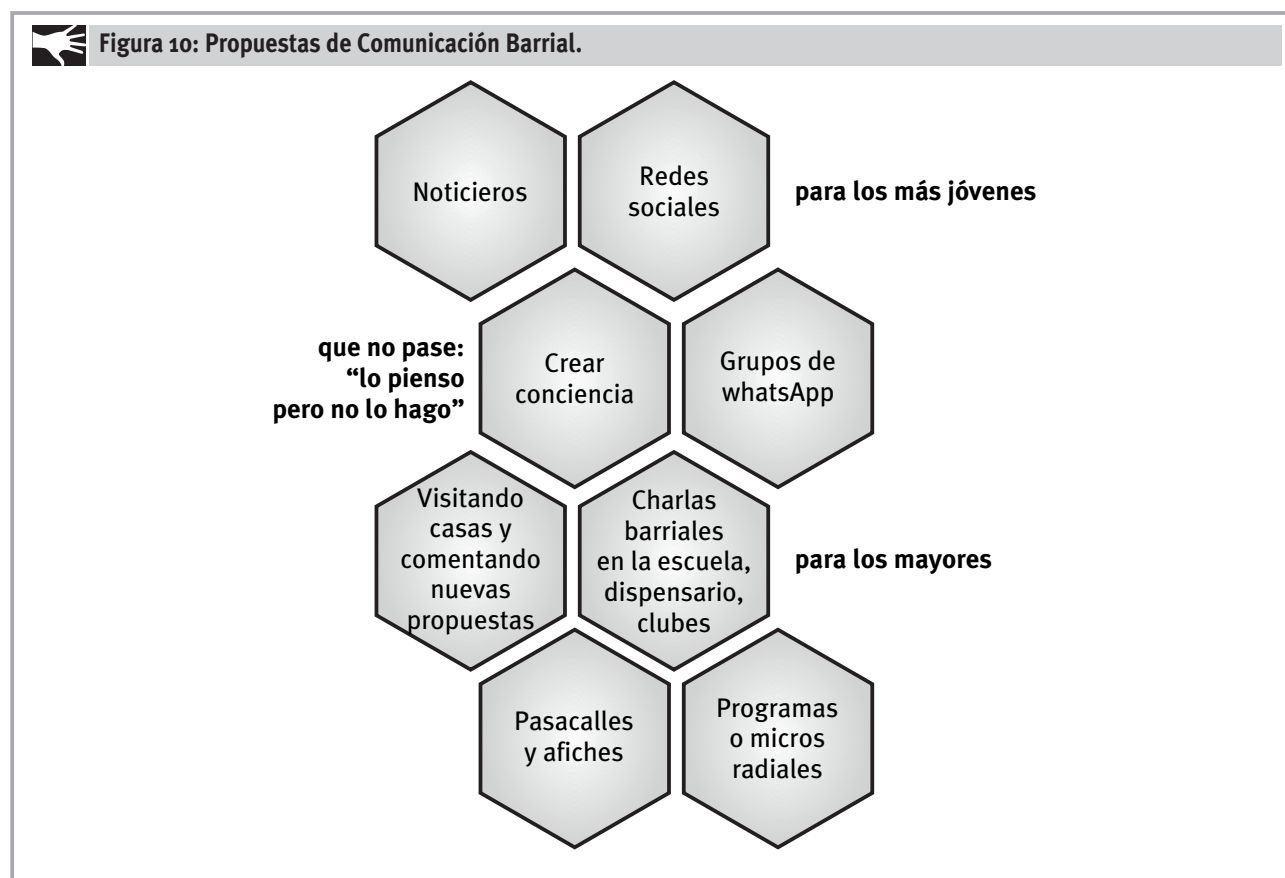 Figura 10: Propuestas de Comunicación Barrial.
Noticieros
Redes
sociales
para los más jóvenes
que no pase:
“lo pienso
pero no lo hago”
Crear
conciencia
Grupos de
whatsApp
Visitando
casas y
comentando
nuevas
propuestas
Charlas
barriales
en la escuela,
dispensario,
clubes
para los mayores
Pasacalles
y afiches
Programas
o micros
radiales